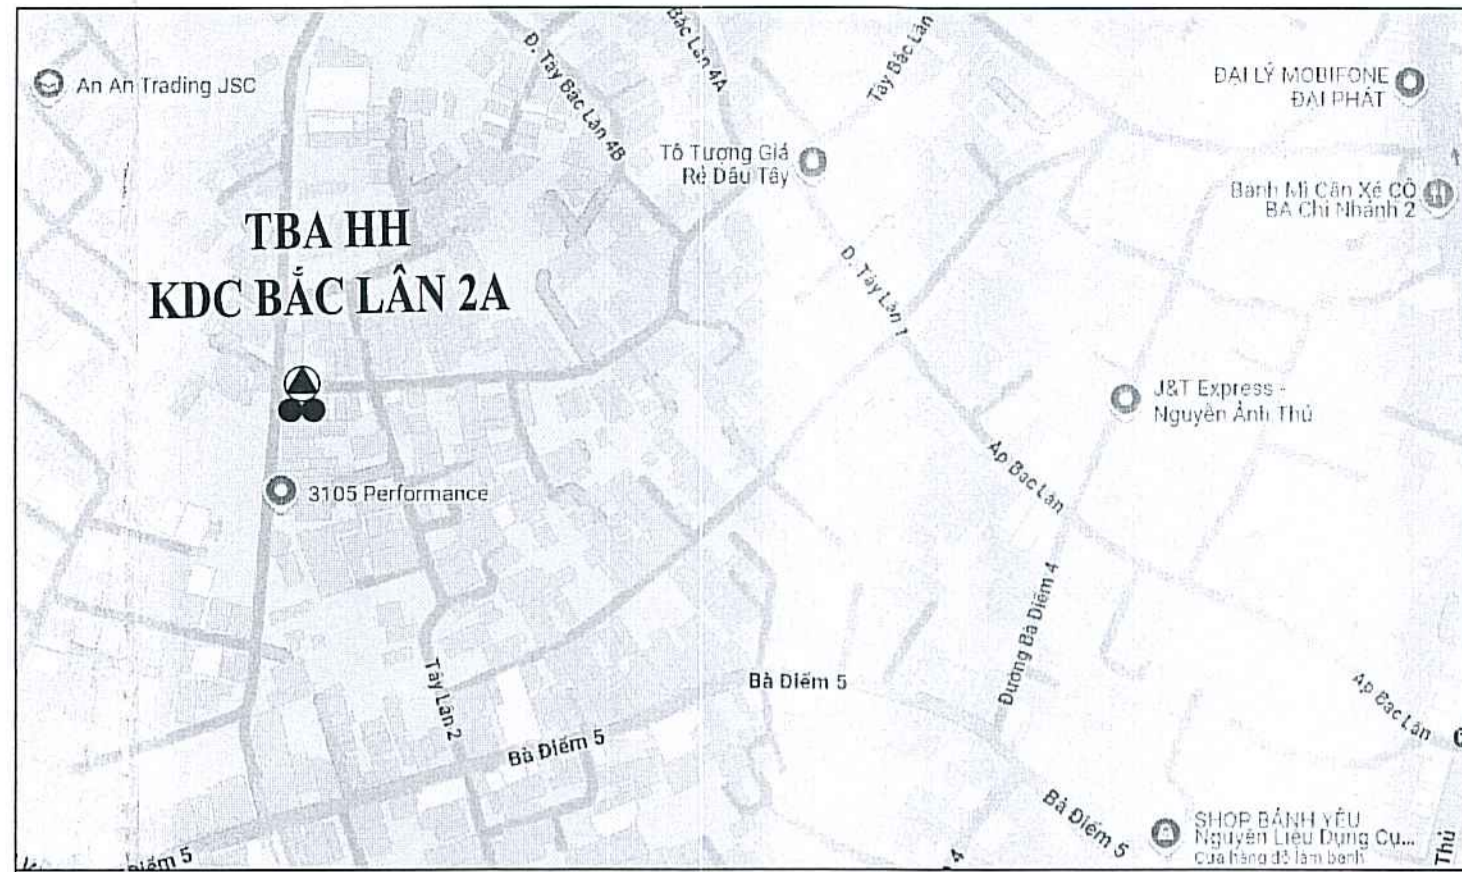 An An Trading JSC
Đ. Tây Bắc Lân 4B
Bắc Lân 4A
Tây Bắc Lân
ĐẠI LÝ MOBIFONE
ĐẠI PHÁT
Tô Tượng Giá
Rẻ Dâu Tây
Bánh Mì Cân Xé CÔ
BA Chi Nhánh 2
TBA HH
KDC BẮC LÂN 2A
Đ. Tây Lân 1
J&T Express -
Nguyễn Ảnh Thủ
3105 Performance
Ấp Bắc Lân
Đường Bà Điểm 4
Tây Lân 2
Bà Điểm 5
Bà Điểm 5
Ấp Bắc Lân
Bà Điểm 5
SHOP BÁNH YÊU
Nguyên Liệu Dụng Cụ...
Cửa hàng đồ làm bánh
Điểm 5
4
Thủ